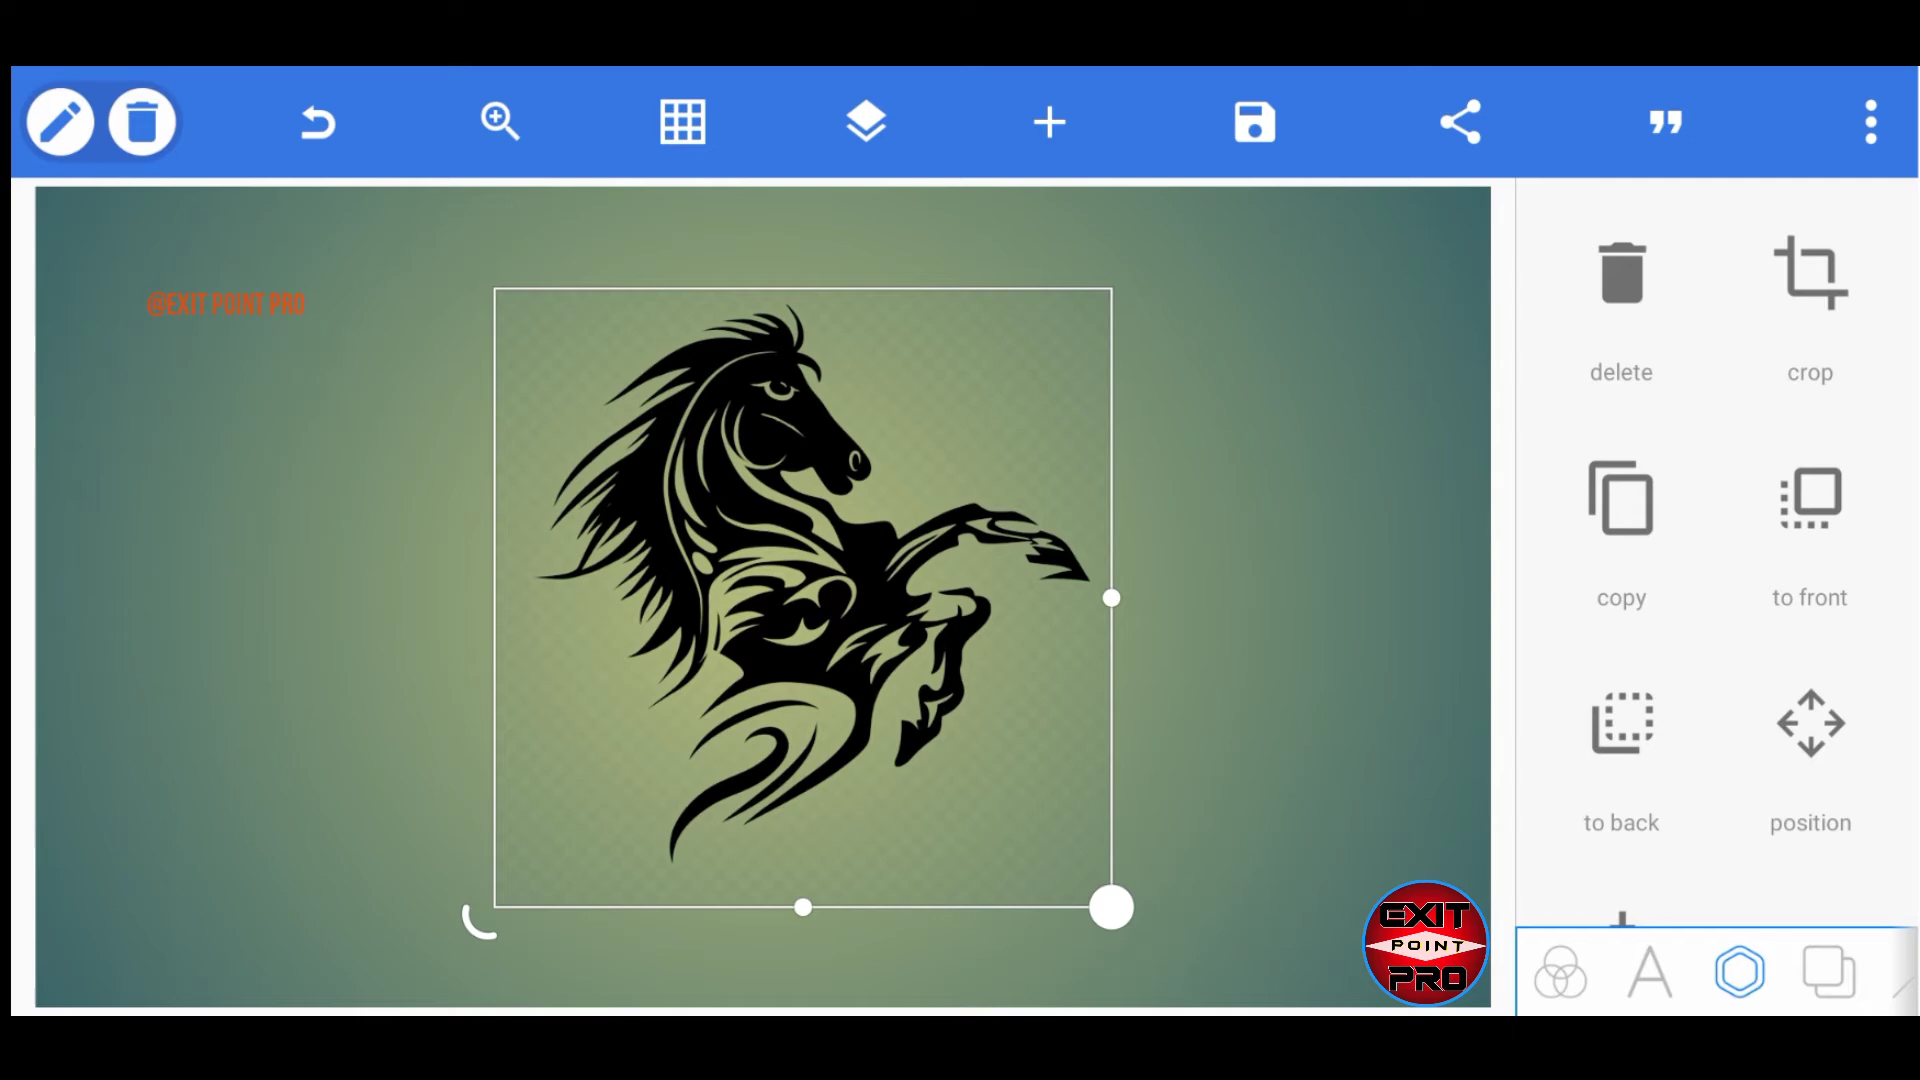 @EXIT POINT PRO
delete
crop
copy
to front
to back
position
EXIT
POINT
PRO